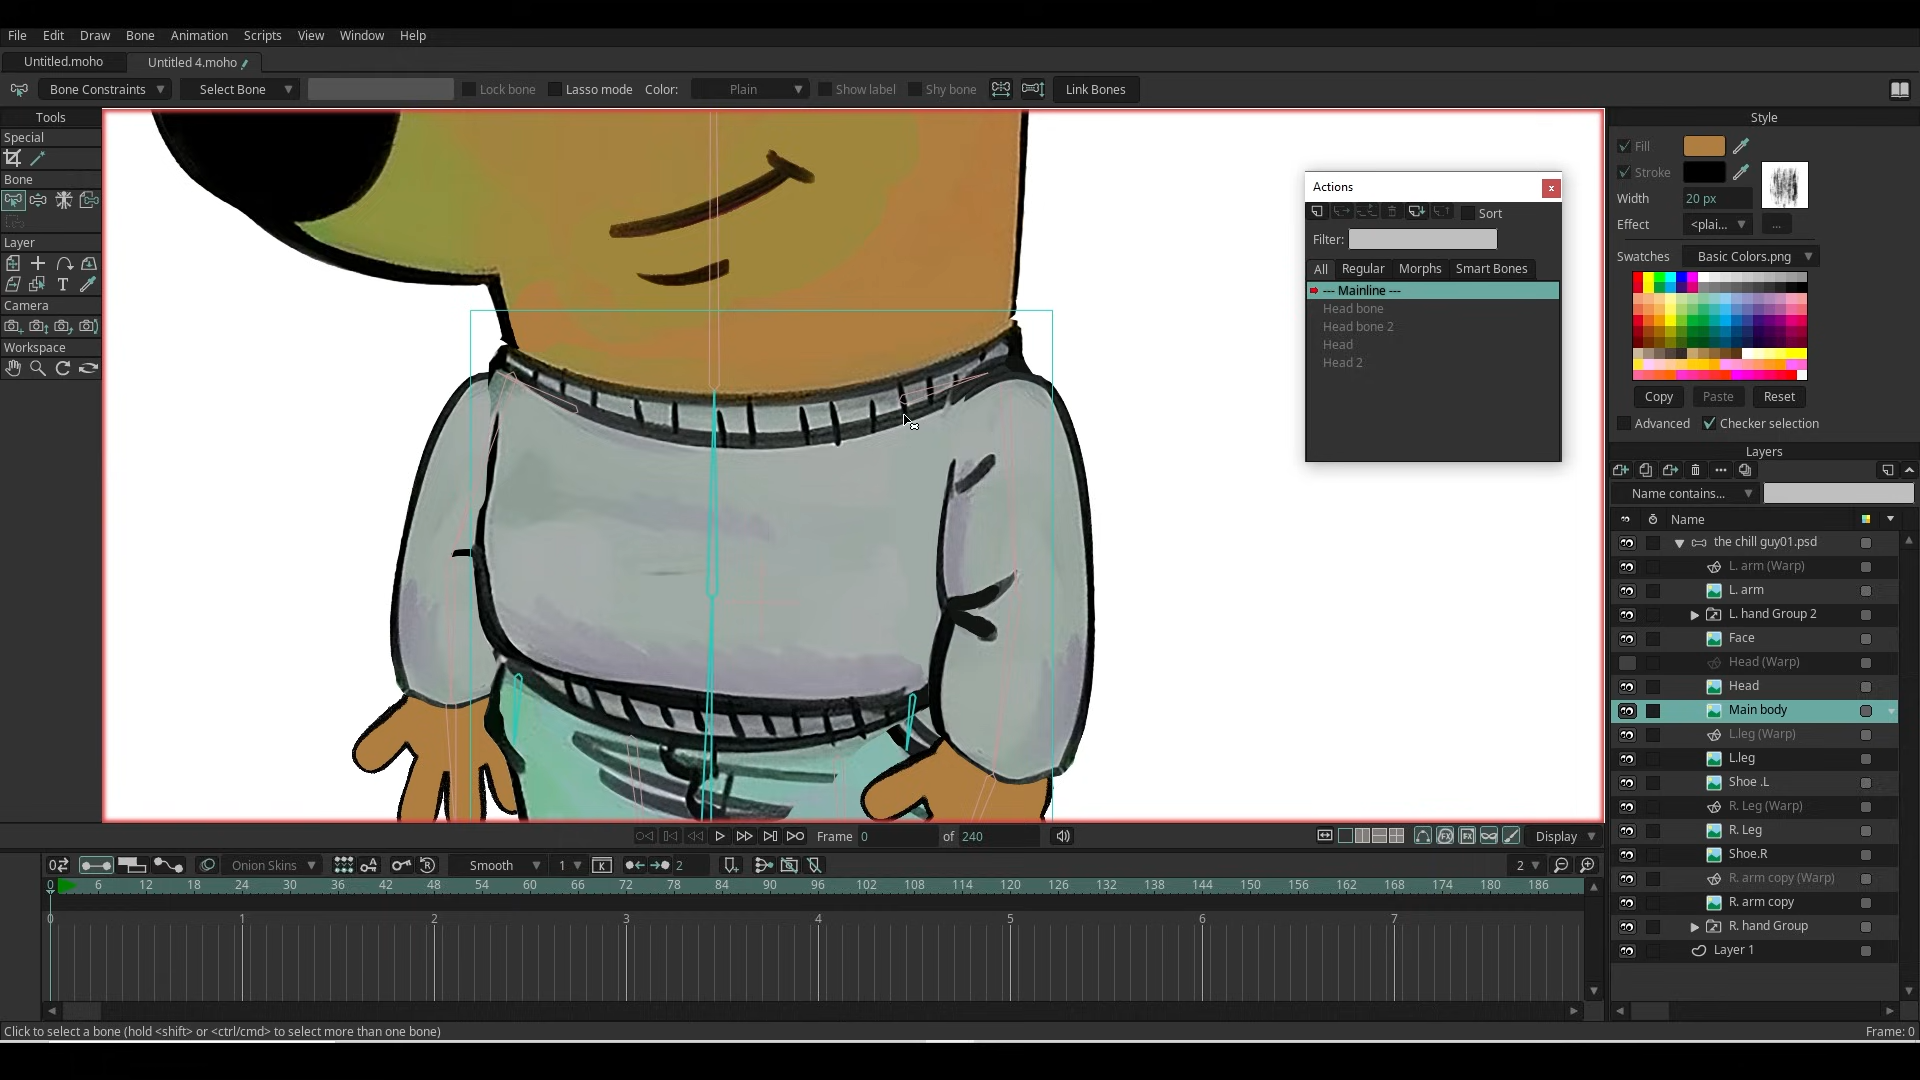 File Edit Draw Bone Animation Scripts View Window Help
Untitled.moho Untitled 4.moho
Bone Constraints Select Bone Lock bone Lasso mode Color: Plain Show label Shy bone Link Bones
Tools
Special
Bone
Layer
T
Camera
Workspace
Actions
x
Sort
Filter:
All Regular Morphs Smart Bones
--- Mainline ---
Head bone
Head bone 2
Head
Head 2
Style
Fill
Stroke
Width 20 px
Effect <plai... ...
Swatches Basic Colors.png
Copy Paste Reset
Advanced Checker selection
Layers
Name contains...
Name
the chill guy01.psd
L. arm (Warp)
L. arm
L. hand Group 2
Face
Head (Warp)
Head
Main body
L.leg (Warp)
L.leg
Shoe .L
R. Leg (Warp)
R. Leg
Shoe.R
R. arm copy (Warp)
R. arm copy
R. hand Group
Layer 1
Frame 0 of 240 Display
Onion Skins Smooth 1 K 2 2
0 6 12 18 24 30 36 42 48 54 60 66 72 78 84 90 96 102 108 114 120 126 132 138 144 150 156 162 168 174 180 186
0 1 2 3 4 5 6 7
Click to select a bone (hold <shift> or <ctrl/cmd> to select more than one bone) Frame: 0